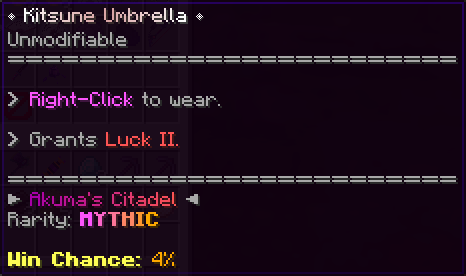 ◈ Kitsune Umbrella ◈
Unmodifiable
================================
> Right-Click to wear.
> Grants Luck II.
================================
► Akuma's Citadel ◄
Rarity: MYTHIC
Win Chance: 4%